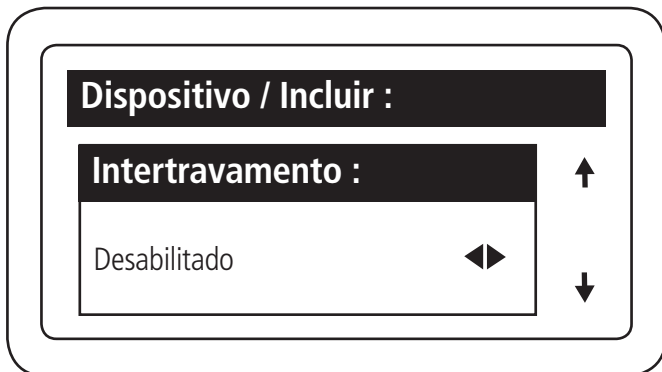 Dispositivo / Incluir :
Intertravamento :
Desabilitado